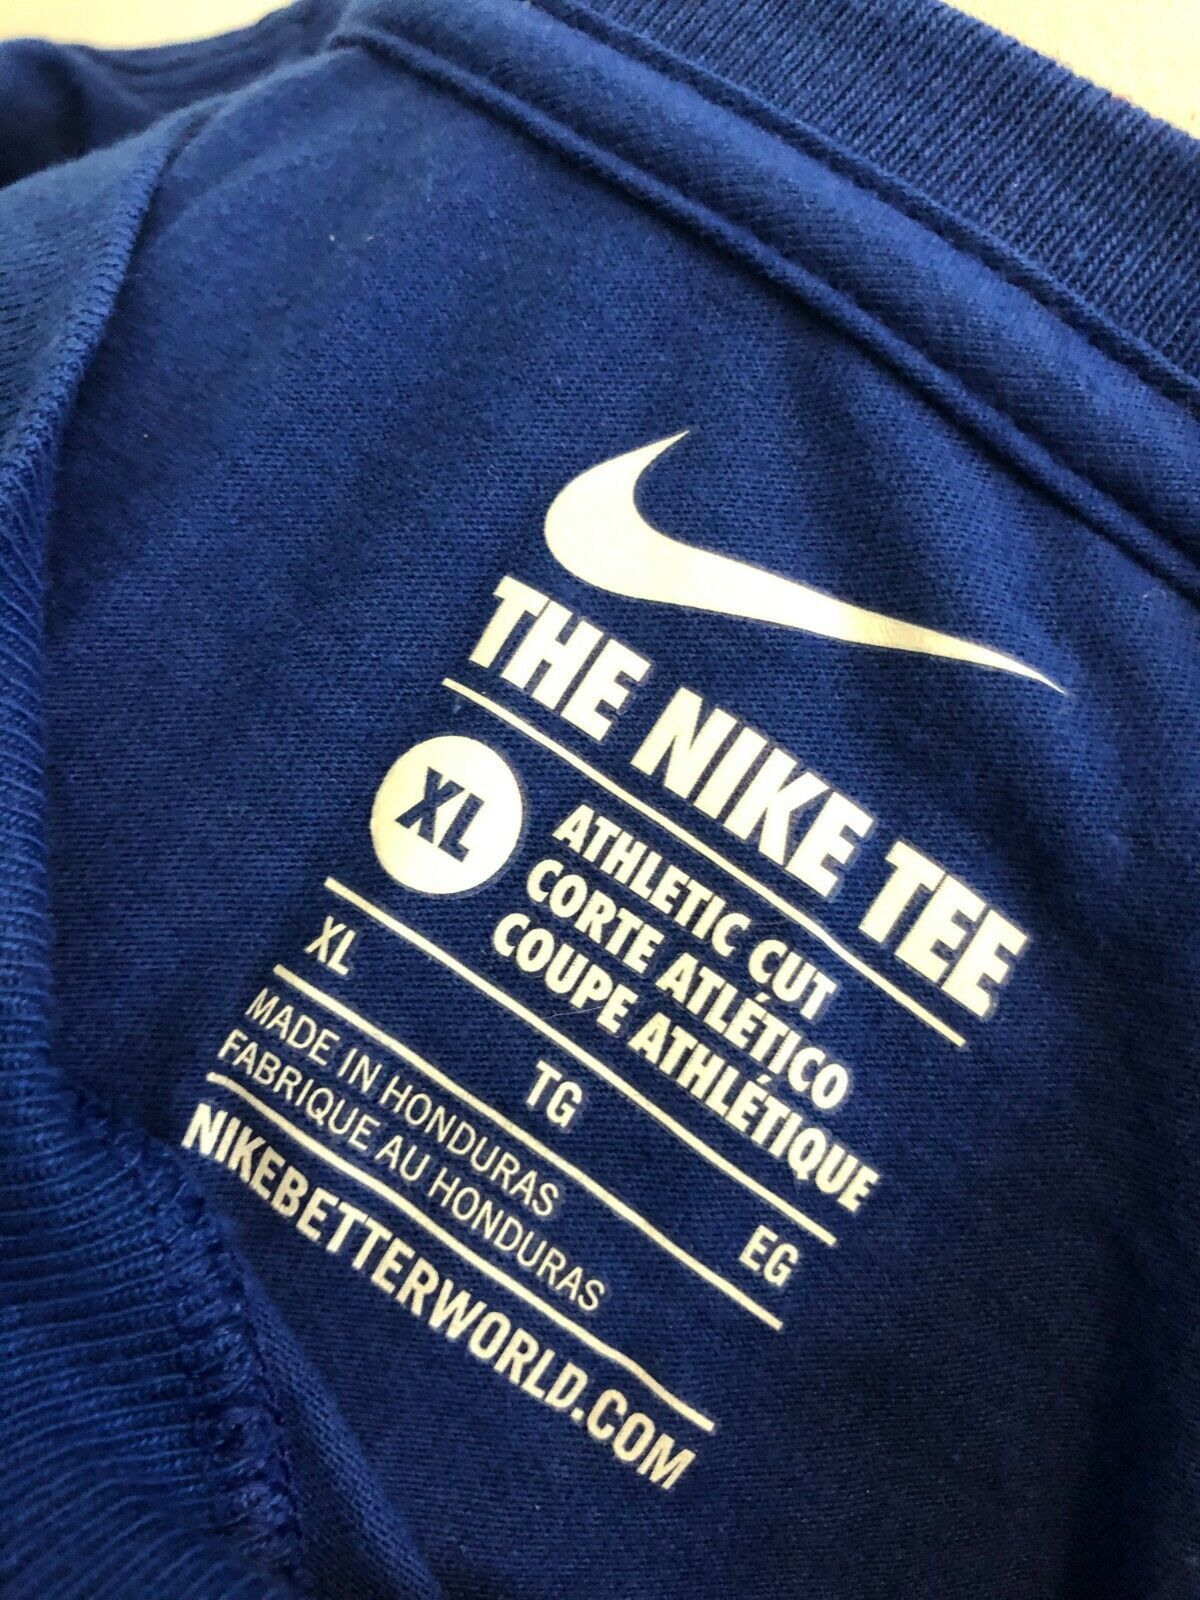 THE NIKE TEE
XL
ATHLETIC CUT
CORTE ATLÉTICO
COUPE ATHLÉTIQUE
XL TG EG
MADE IN HONDURAS
FABRIQUE AU HONDURAS
NIKEBETTERWORLD.COM